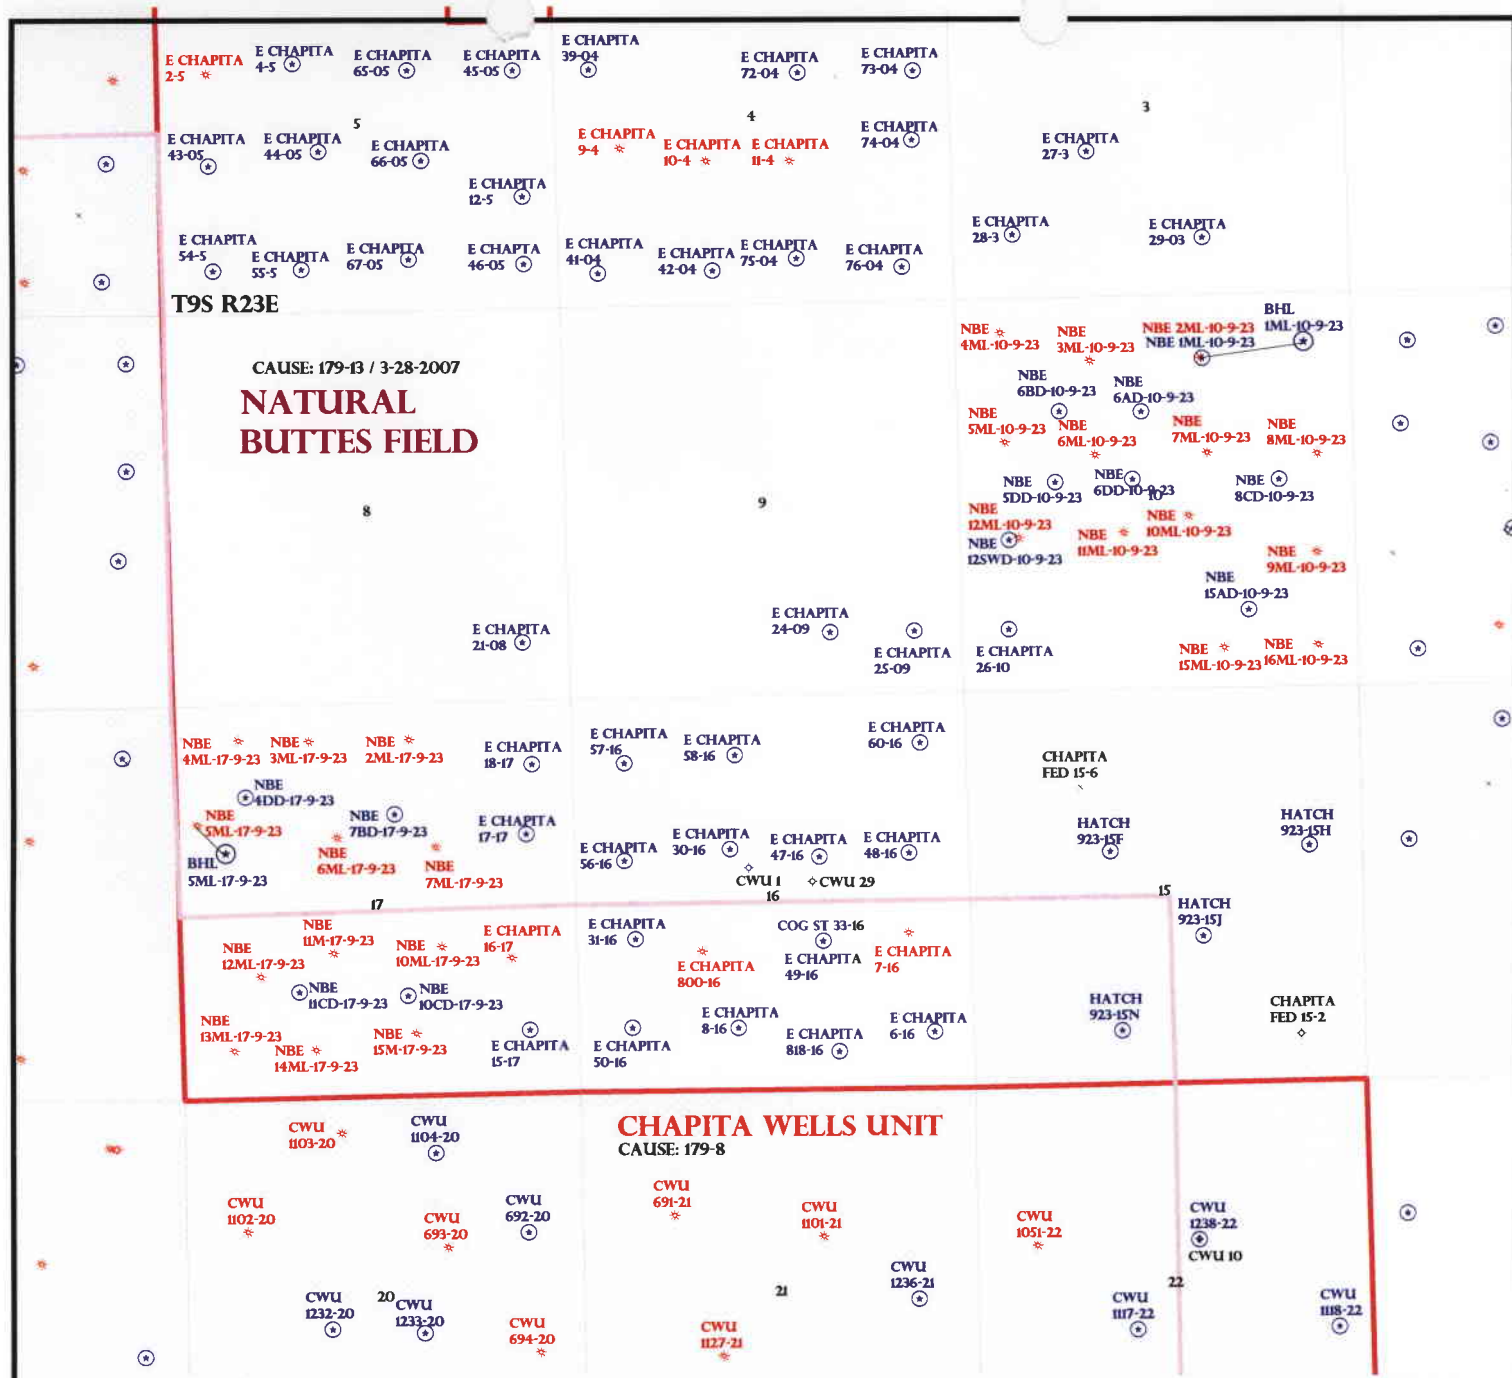 E CHAPITA
2-5
E CHAPITA
4-5
E CHAPITA
65-05
E CHAPITA
45-05
E CHAPITA
39-04
E CHAPITA
72-04
E CHAPITA
73-04
5
4
3
E CHAPITA
43-05
E CHAPITA
44-05
E CHAPITA
66-05
E CHAPITA
12-5
E CHAPITA
9-4
E CHAPITA
10-4
E CHAPITA
11-4
E CHAPITA
74-04
E CHAPITA
27-3
E CHAPITA
54-5
E CHAPITA
55-5
E CHAPITA
67-05
E CHAPTA
46-05
E CHAPITA
41-04
E CHAPITA
42-04
E CHAPITA
75-04
E CHAPITA
76-04
E CHAPITA
28-3
E CHAPITA
29-03
T9S R23E
CAUSE: 179-13 / 3-28-2007
NATURAL
BUTTES FIELD
NBE
4ML-10-9-23
NBE
3ML-10-9-23
NBE 2ML-10-9-23
NBE 1ML-10-9-23
BHL
1ML-10-9-23
NBE
6BD-10-9-23
NBE
6AD-10-9-23
NBE
5ML-10-9-23
NBE
6ML-10-9-23
NBE
7ML-10-9-23
NBE
8ML-10-9-23
NBE
5DD-10-9-23
NBE
6DD-10-9-23
10
NBE
8CD-10-9-23
8
9
NBE
12ML-10-9-23
NBE
12SWD-10-9-23
NBE
11ML-10-9-23
NBE
10ML-10-9-23
NBE
9ML-10-9-23
NBE
15AD-10-9-23
E CHAPITA
21-08
E CHAPITA
24-09
E CHAPITA
25-09
E CHAPITA
26-10
NBE
15ML-10-9-23
NBE
16ML-10-9-23
NBE
4ML-17-9-23
NBE
3ML-17-9-23
NBE
2ML-17-9-23
E CHAPITA
18-17
E CHAPITA
57-16
E CHAPITA
58-16
E CHAPITA
60-16
CHAPITA
FED 15-6
NBE
4DD-17-9-23
NBE
5ML-17-9-23
NBE
7BD-17-9-23
E CHAPITA
17-17
BHL
5ML-17-9-23
NBE
6ML-17-9-23
NBE
7ML-17-9-23
E CHAPITA
56-16
E CHAPITA
30-16
E CHAPITA
47-16
E CHAPITA
48-16
HATCH
923-15F
HATCH
923-15H
CWU 1
CWU 29
16
17
15
NBE
12ML-17-9-23
NBE
11M-17-9-23
NBE
10ML-17-9-23
E CHAPITA
16-17
E CHAPITA
31-16
E CHAPITA
800-16
COG ST 33-16
E CHAPITA
49-16
E CHAPITA
7-16
HATCH
923-15J
NBE
11CD-17-9-23
NBE
10CD-17-9-23
NBE
13ML-17-9-23
NBE
14ML-17-9-23
NBE
15M-17-9-23
E CHAPITA
15-17
E CHAPITA
50-16
E CHAPITA
8-16
E CHAPITA
818-16
E CHAPITA
6-16
HATCH
923-15N
CHAPITA
FED 15-2
CHAPITA WELLS UNIT
CAUSE: 179-8
CWU
1103-20
CWU
1104-20
CWU
1102-20
CWU
693-20
CWU
692-20
CWU
691-21
CWU
1101-21
CWU
1051-22
CWU
1238-22
CWU 10
CWU
1236-21
20
21
22
CWU
1232-20
CWU
1233-20
CWU
694-20
CWU
1127-21
CWU
1117-22
CWU
1118-22